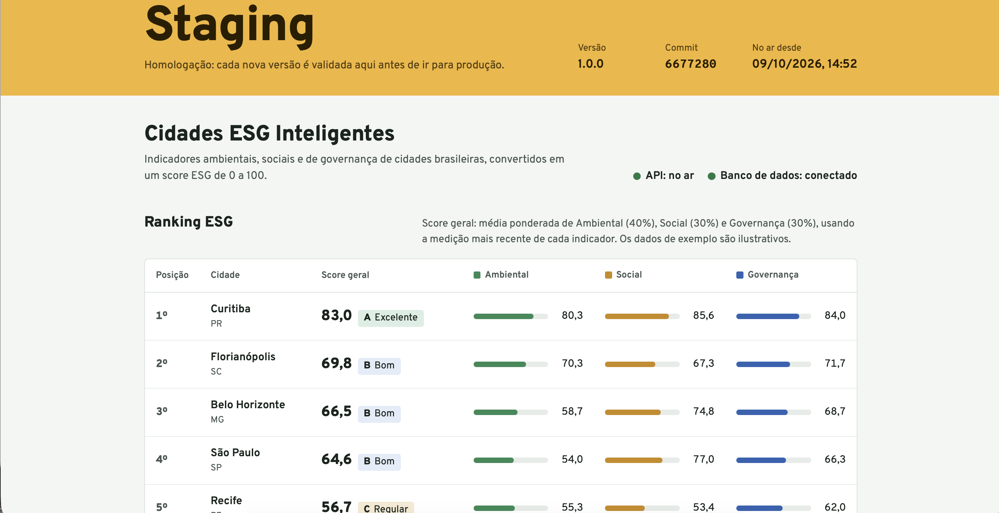 Staging
Homologação: cada nova versão é validada aqui antes de ir para produção.
Versão
1.0.0
Commit
6677280
No ar desde
09/10/2026, 14:52
Cidades ESG Inteligentes
Indicadores ambientais, sociais e de governança de cidades brasileiras, convertidos em
um score ESG de 0 a 100.
API: no ar
Banco de dados: conectado
Ranking ESG
Score geral: média ponderada de Ambiental (40%), Social (30%) e Governança (30%), usando
a medição mais recente de cada indicador. Os dados de exemplo são ilustrativos.
Posição Cidade Score geral Ambiental Social Governança
1º Curitiba 83,0 A Excelente 80,3 85,6 84,0
PR
2º Florianópolis 69,8 B Bom 70,3 67,3 71,7
SC
3º Belo Horizonte 66,5 B Bom 58,7 74,8 68,7
MG
4º São Paulo 64,6 B Bom 54,0 77,0 66,3
SP
5º Recife 56,7 C Regular 55,3 53,4 62,0